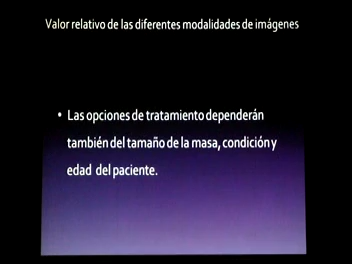 Valor relativo de las diferentes modalidades de imágenes
• Las opciones de tratamiento dependerán
también del tamaño de la masa, condición y
edad del paciente.